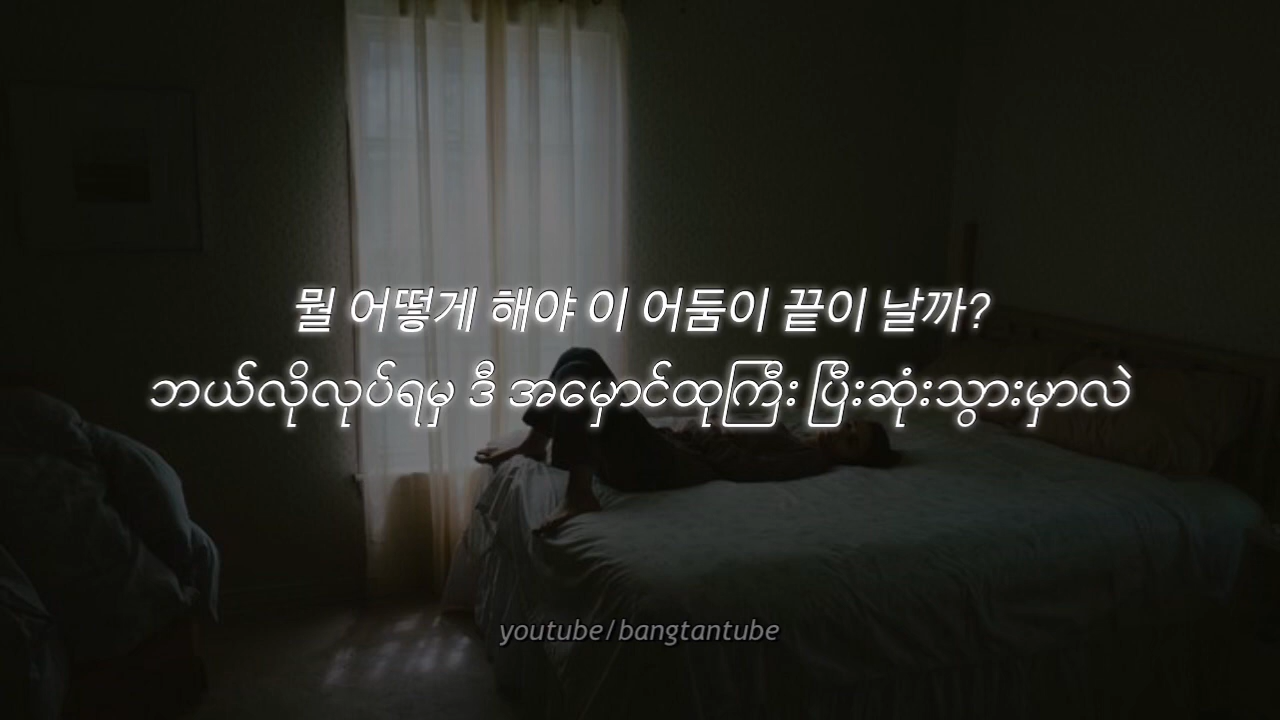 뭘 어떻게 해야 이 어둠이 끝이 날까?
ဘယ်လိုလုပ်ရမှ ဒီ အမှောင်ထုကြီး ပြီးဆုံးသွားမှာလဲ
youtube/bangtantube